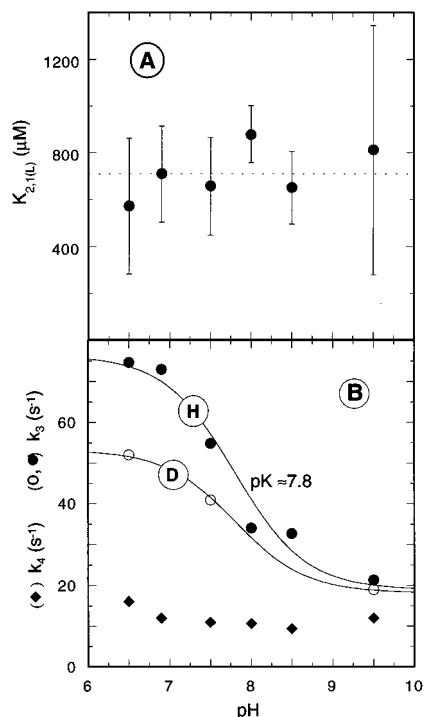 A
1200
800
400
K2,1(L) (μM)
B
H
D
pK ≈7.8
60
40
20
0
(O, ●) k3 (s-1)
(◆) k4 (s-1)
6 7 8 9 10
pH